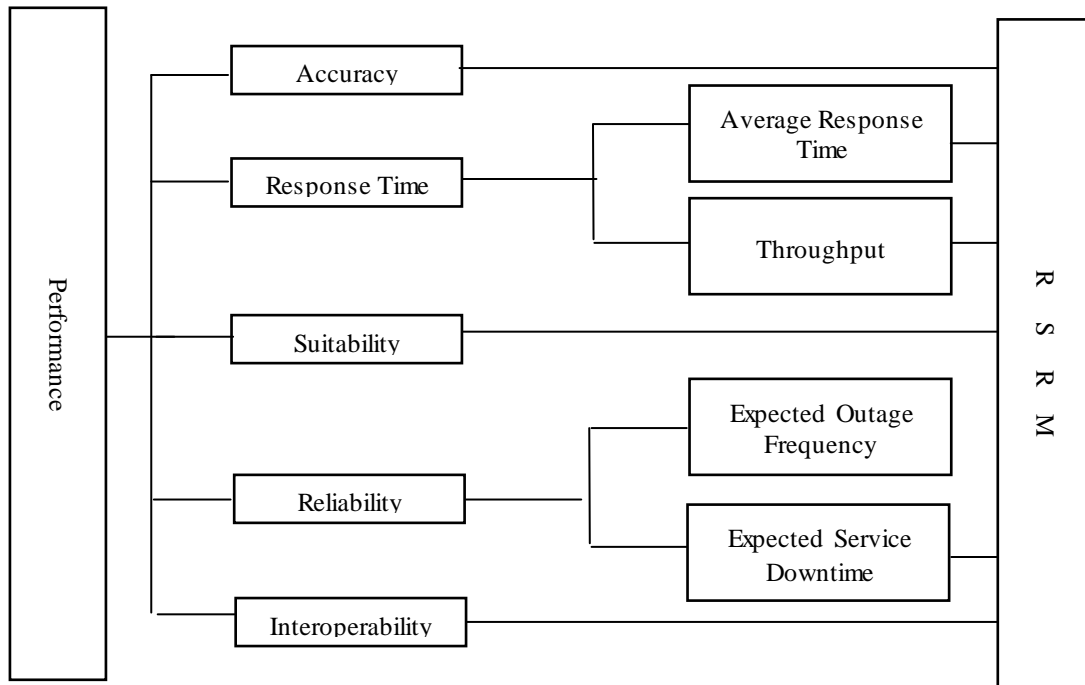 Performance
Accuracy
Response Time
Average Response
Time
Throughput
Suitability
Reliability
Expected Outage
Frequency
Expected Service
Downtime
Interoperability
R S R M